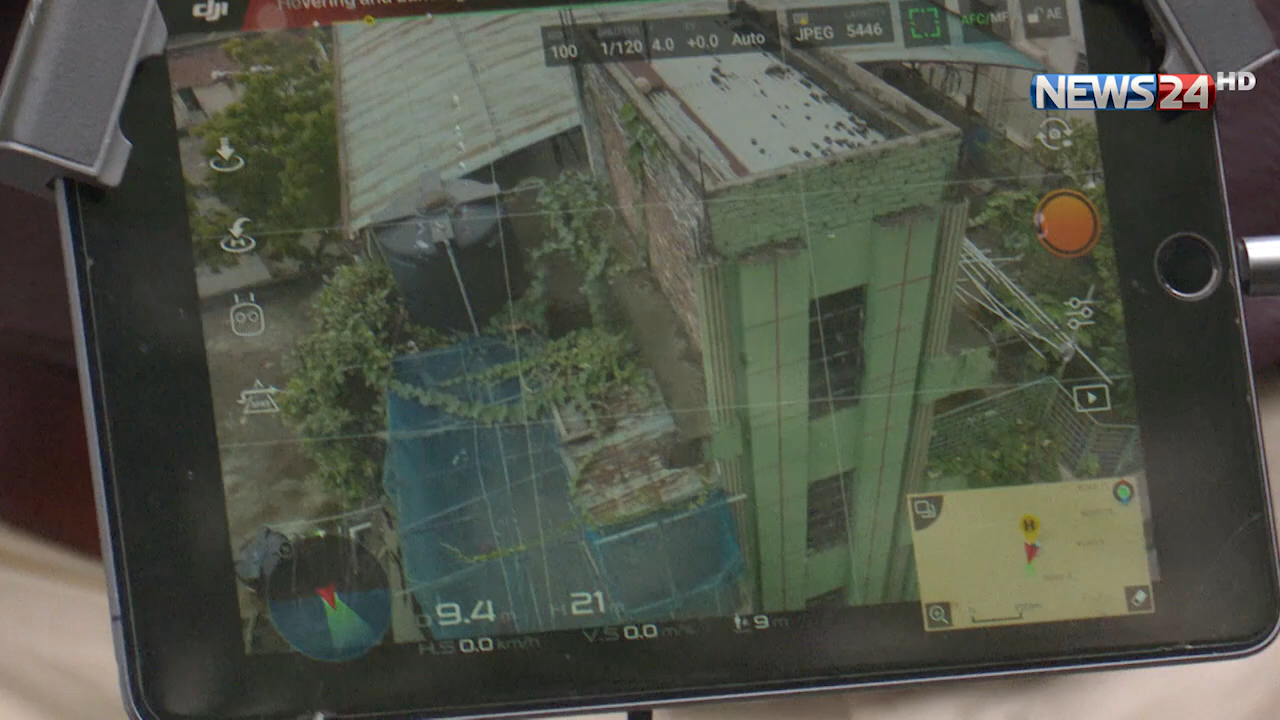 dji
Hovering and
100 1/120 4.0 +0.0 Auto JPEG 5446 AFC/MF AE
NEWS24 HD
H
D 9.4 m H 21 m
H.S 0.0 km/h V.S 0.0 m/s 9 m